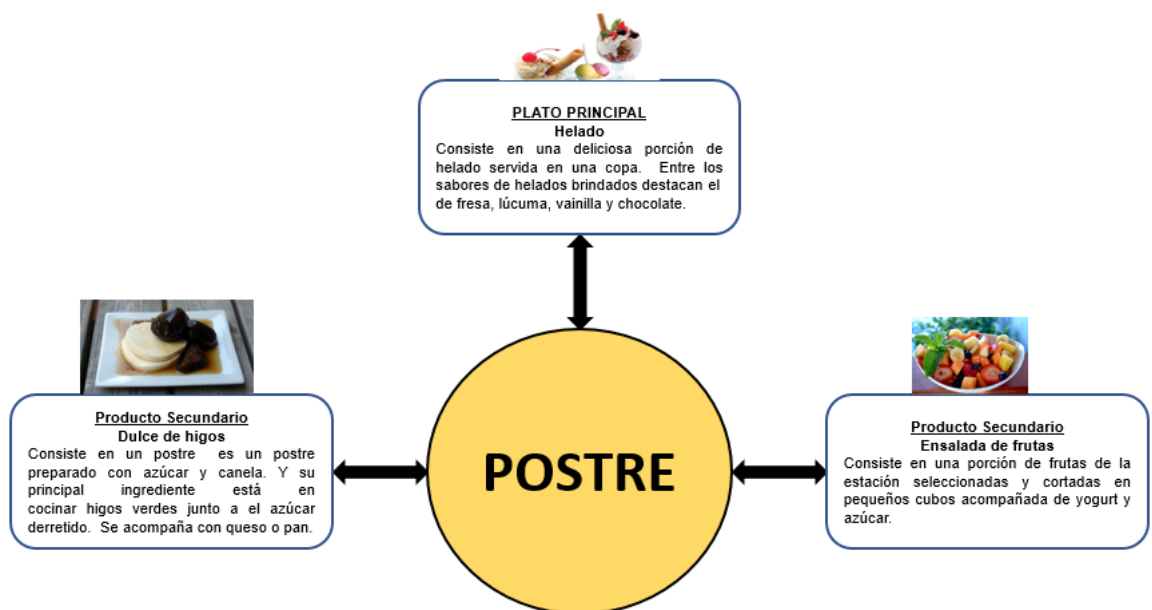 PLATO PRINCIPAL
Helado
Consiste en una deliciosa porción de
helado servida en una copa. Entre los
sabores de helados brindados destacan el
de fresa, lúcuma, vainilla y chocolate.
Producto Secundario
Dulce de higos
Consiste en un postre es un postre
preparado con azúcar y canela. Y su
principal ingrediente está en
cocinar higos verdes junto a el azúcar
derretido. Se acompaña con queso o pan.
POSTRE
Producto Secundario
Ensalada de frutas
Consiste en una porción de frutas de la
estación seleccionadas y cortadas en
pequeños cubos acompañada de yogurt y
azúcar.